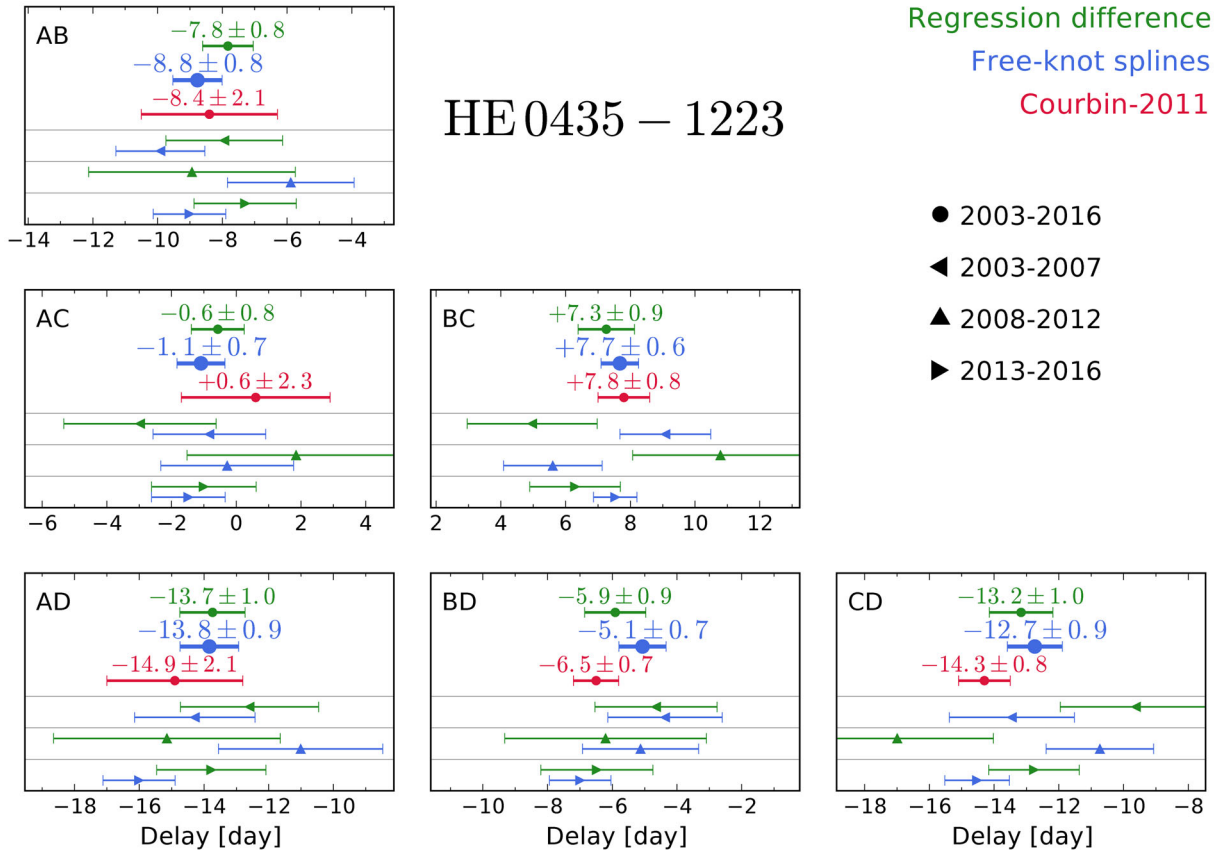 AB
−7.8±0.8
−8.8±0.8
−8.4±2.1
−14 −12 −10 −8 −6 −4
HE 0435 − 1223
Regression difference
Free-knot splines
Courbin-2011
2003-2016
2003-2007
2008-2012
2013-2016
AC
−0.6±0.8
−1.1±0.7
+0.6±2.3
−6 −4 −2 0 2 4
BC
+7.3±0.9
+7.7±0.6
+7.8±0.8
2 4 6 8 10 12
AD
−13.7±1.0
−13.8±0.9
−14.9±2.1
−18 −16 −14 −12 −10
Delay [day]
BD
−5.9±0.9
−5.1±0.7
−6.5±0.7
−10 −8 −6 −4 −2
Delay [day]
CD
−13.2±1.0
−12.7±0.9
−14.3±0.8
−18 −16 −14 −12 −10 −8
Delay [day]